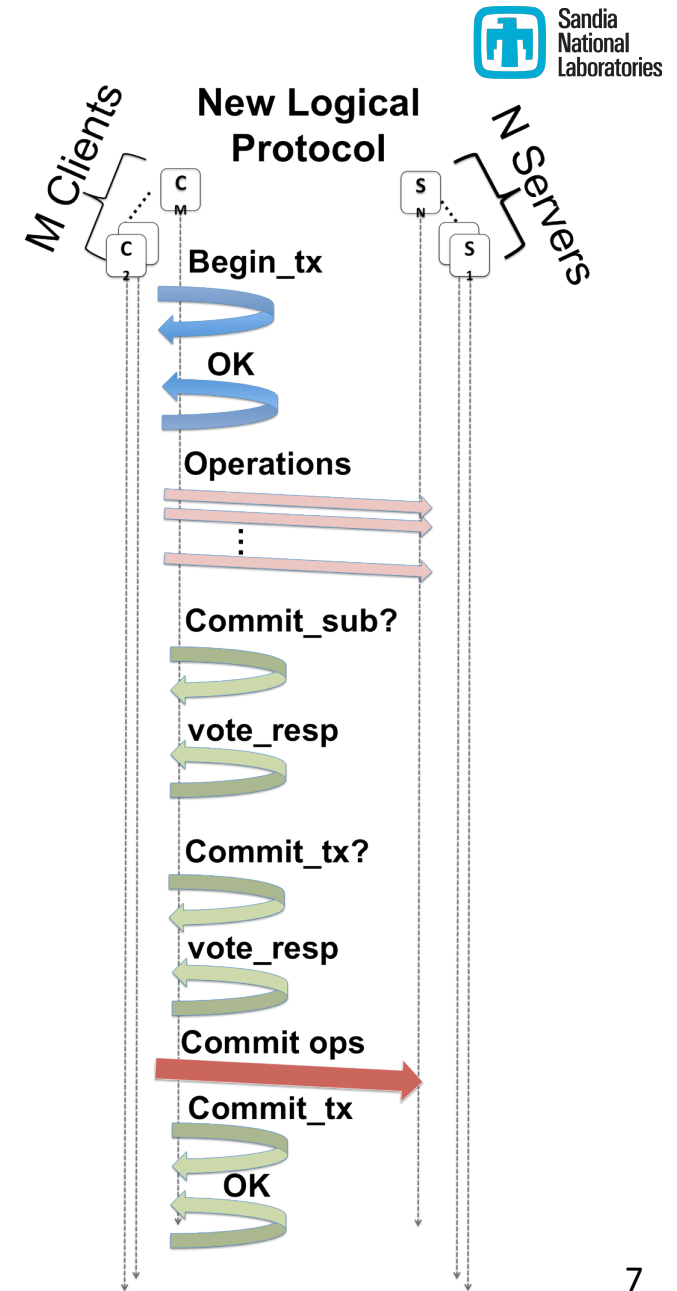 Sandia
National
Laboratories
New Logical
Protocol
M Clients
N Servers
C
M
S
N
C
2
S
1
Begin_tx
OK
Operations
Commit_sub?
vote_resp
Commit_tx?
vote_resp
Commit ops
Commit_tx
OK
7